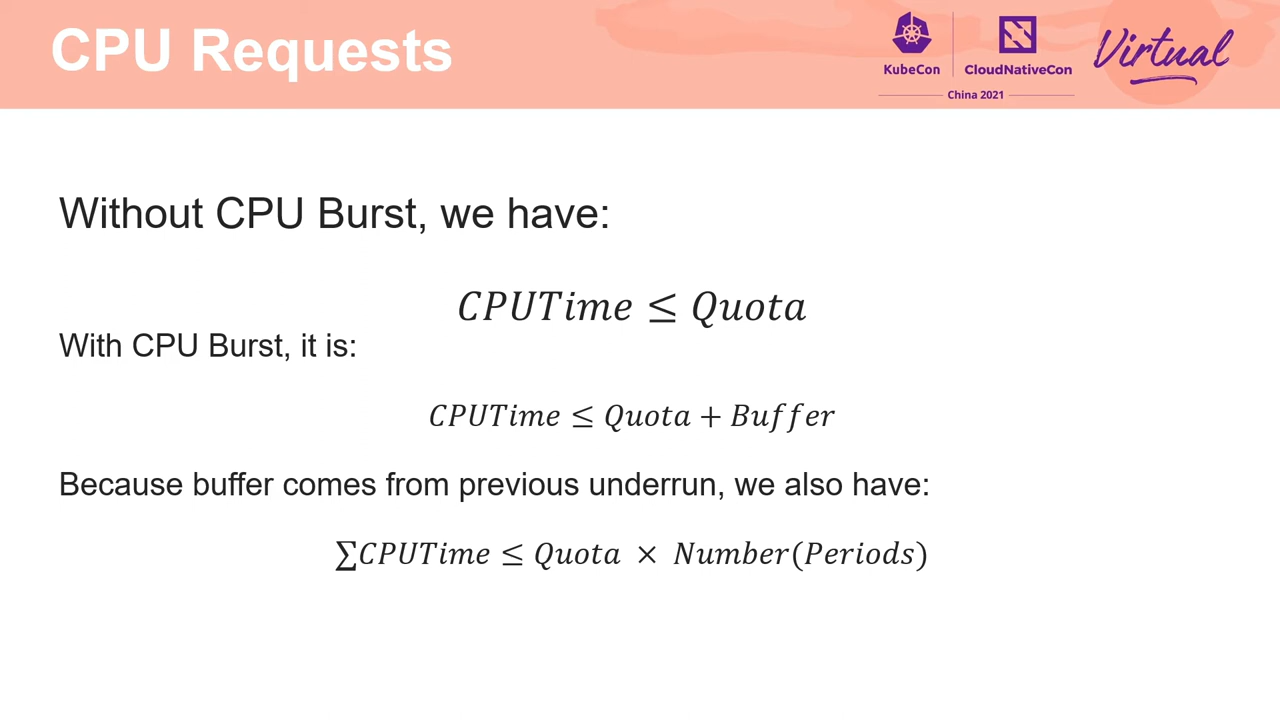 CPU Requests
KubeCon
CloudNativeCon
Virtual
China 2021
Without CPU Burst, we have:
CPUTime ≤ Quota
With CPU Burst, it is:
CPUTime ≤ Quota + Buffer
Because buffer comes from previous underrun, we also have:
∑CPUTime ≤ Quota × Number(Periods)